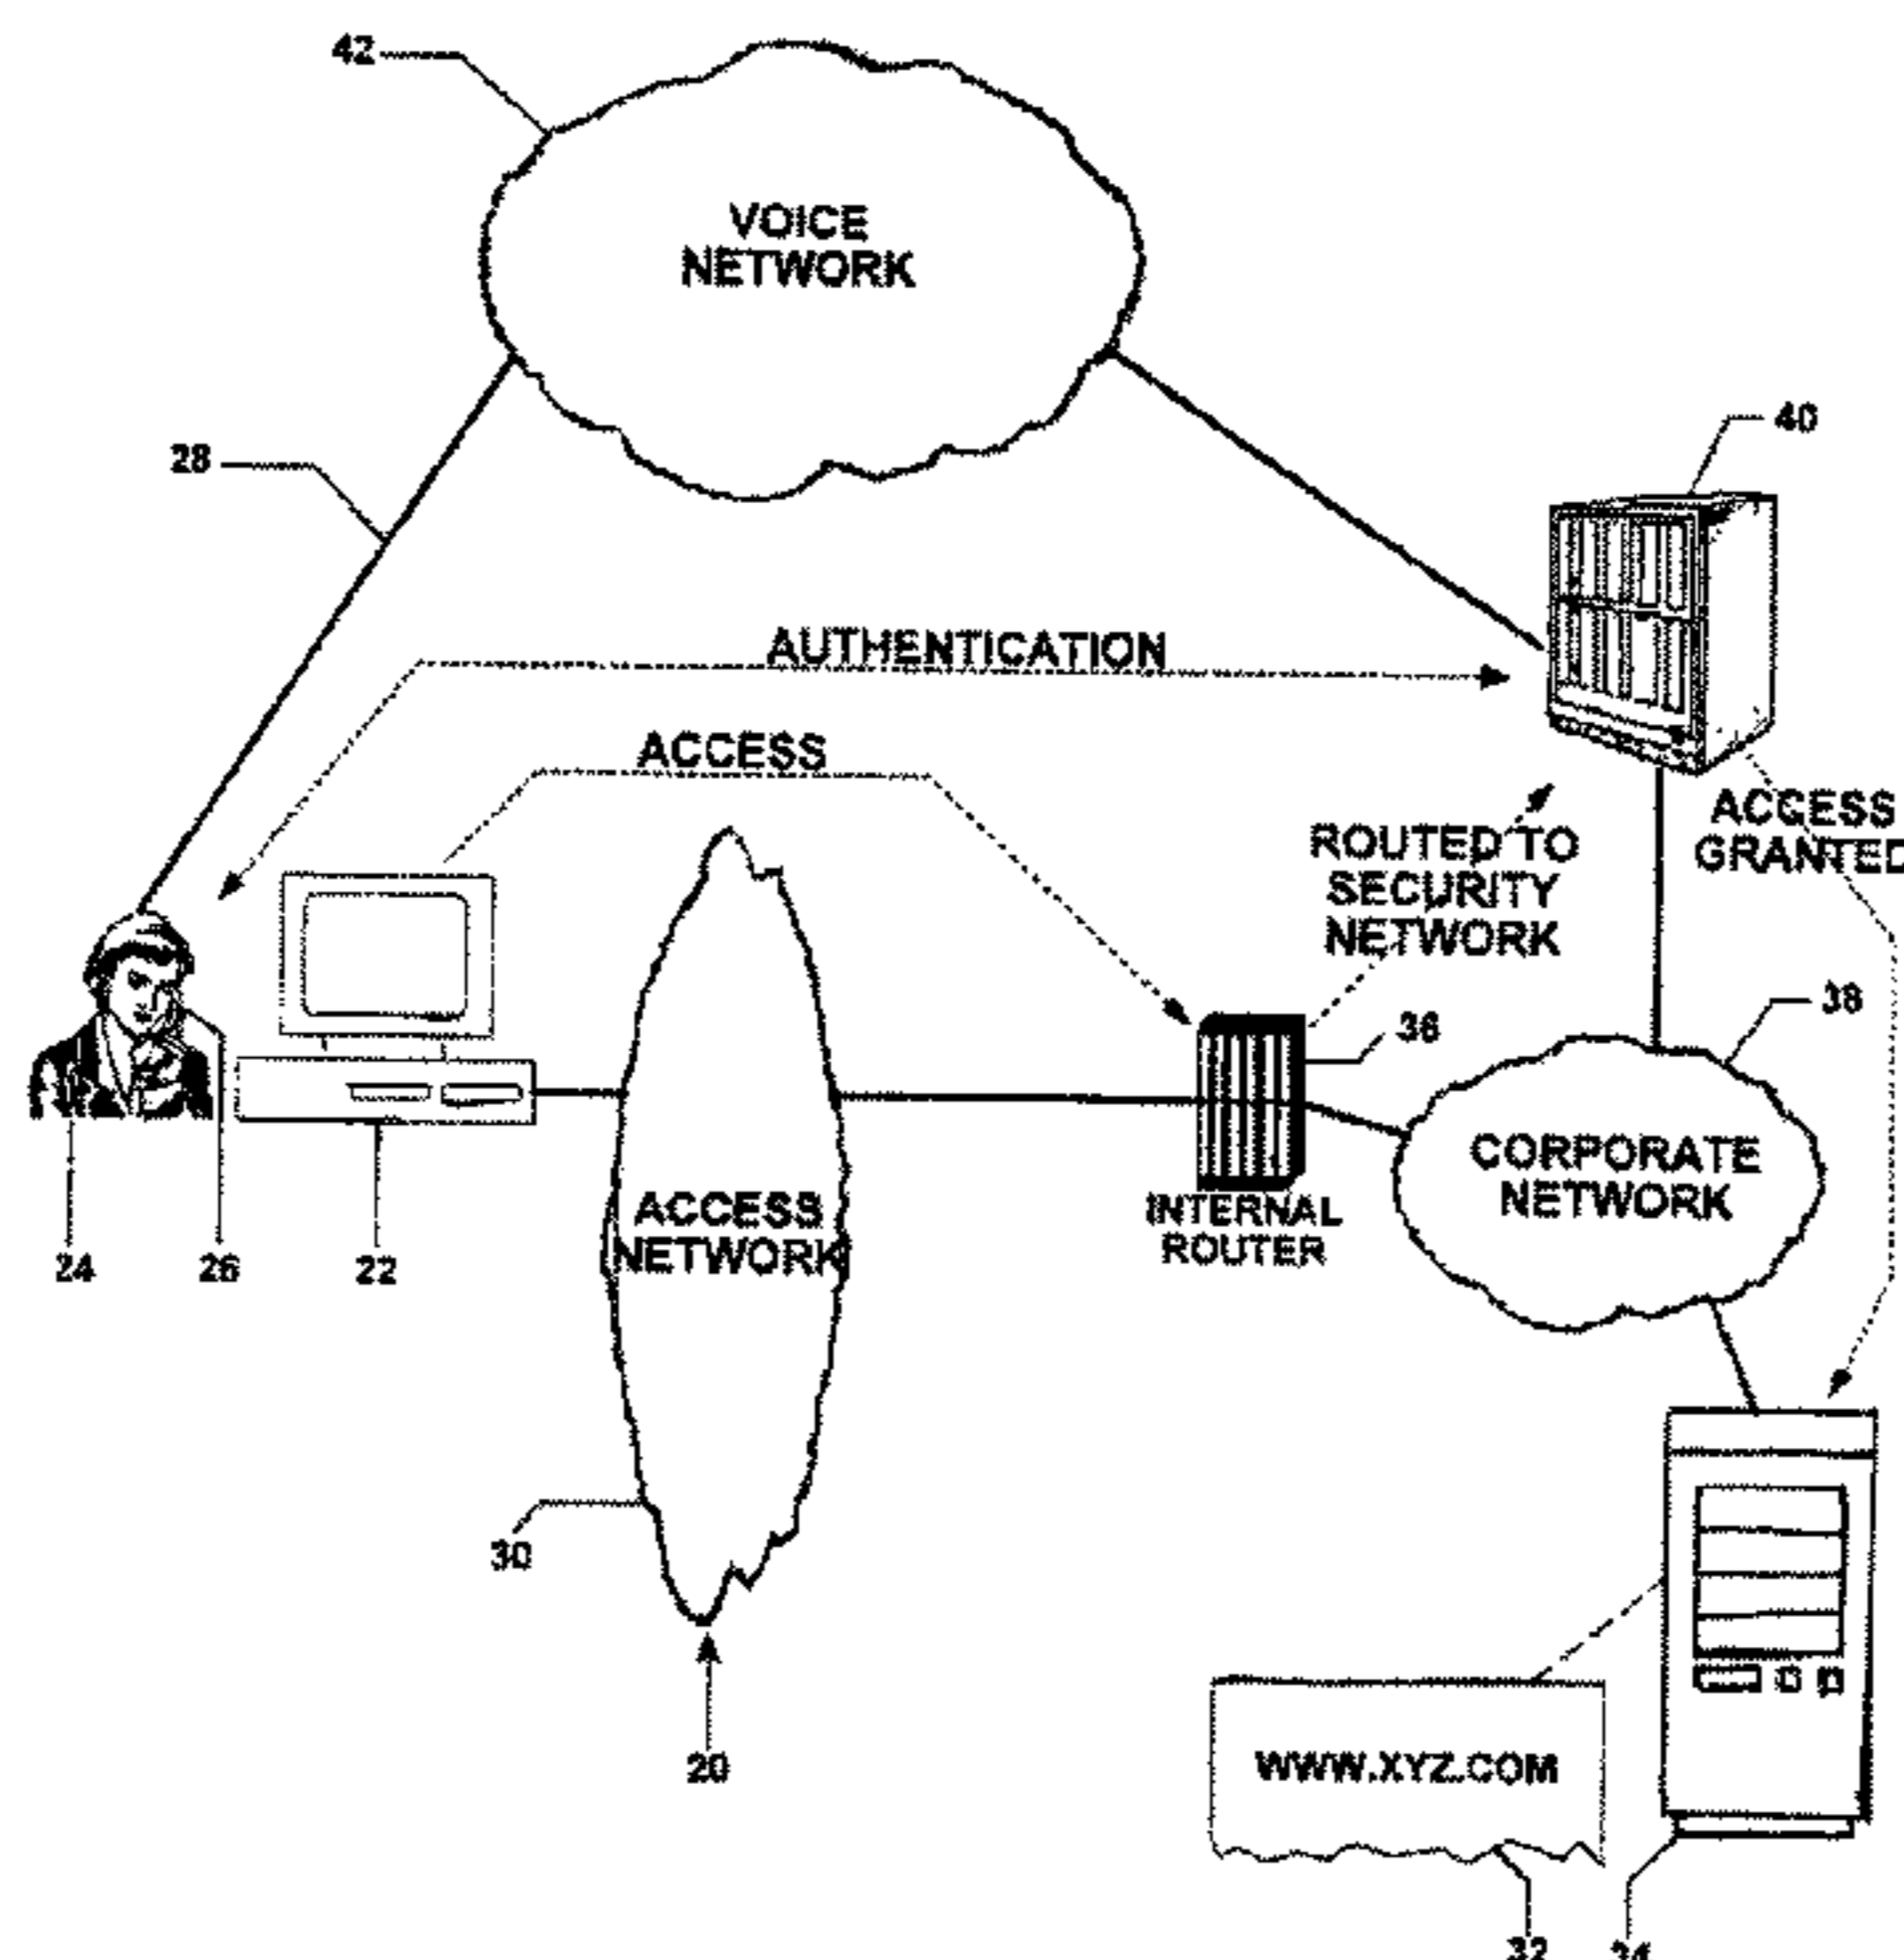 42
VOICE
NETWORK
40
28
AUTHENTICATION
ACCESS
ACCESS
GRANTED
ROUTED TO
SECURITY
NETWORK
36
38
CORPORATE
NETWORK
INTERNAL
ROUTER
ACCESS
NETWORK
24
26
22
30
20
WWW.XYZ.COM
32
34